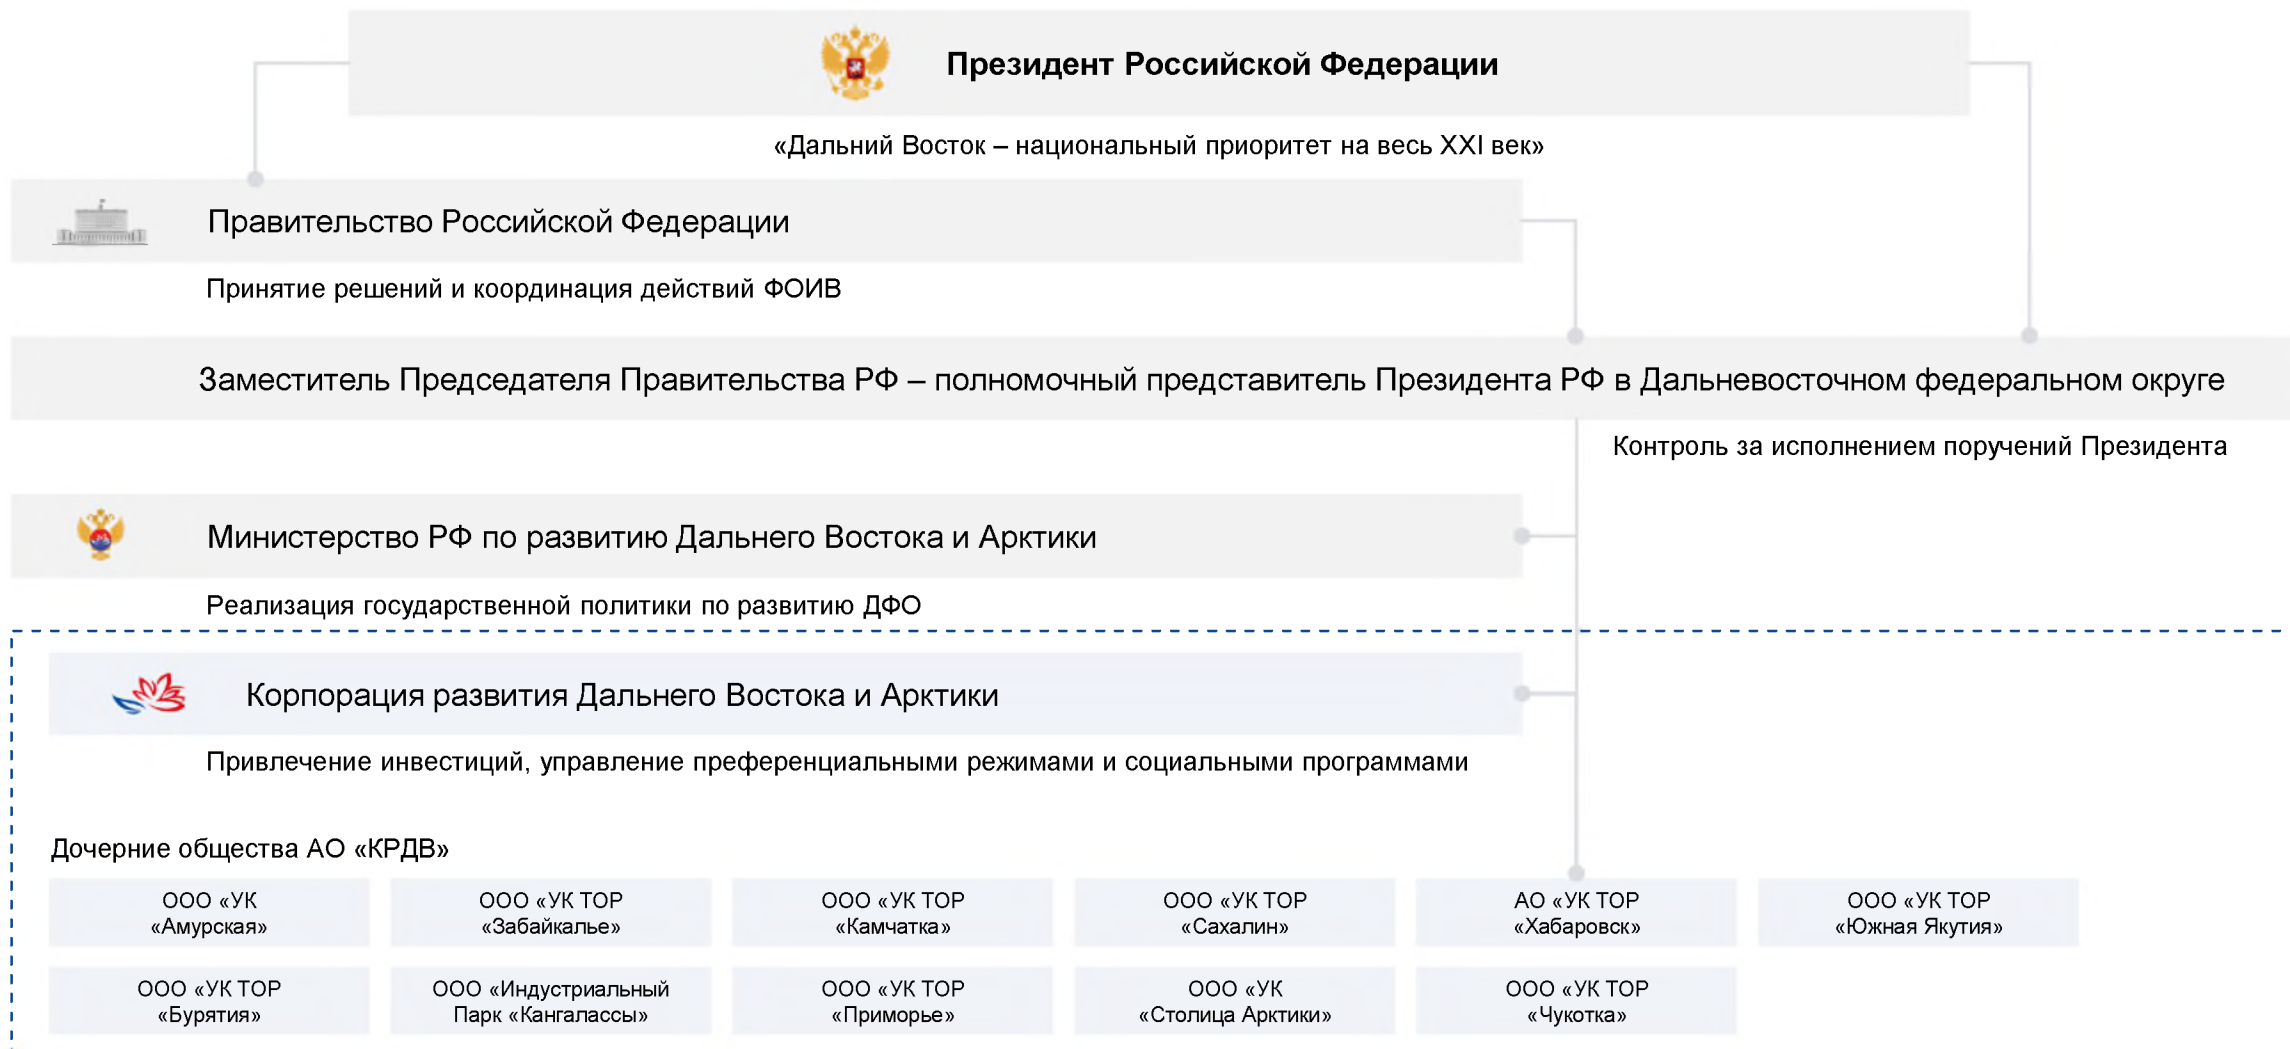 Президент Российской Федерации
«Дальний Восток – национальный приоритет на весь XXI век»
Правительство Российской Федерации
Принятие решений и координация действий ФОИВ
Заместитель Председателя Правительства РФ – полномочный представитель Президента РФ в Дальневосточном федеральном округе
Контроль за исполнением поручений Президента
Министерство РФ по развитию Дальнего Востока и Арктики
Реализация государственной политики по развитию ДФО
Корпорация развития Дальнего Востока и Арктики
Привлечение инвестиций, управление преференциальными режимами и социальными программами
Дочерние общества АО «КРДВ»
ООО «УК
«Амурская»
ООО «УК ТОР
«Забайкалье»
ООО «УК ТОР
«Камчатка»
ООО «УК ТОР
«Сахалин»
АО «УК ТОР
«Хабаровск»
ООО «УК ТОР
«Южная Якутия»
ООО «УК ТОР
«Бурятия»
ООО «Индустриальный
Парк «Кангалассы»
ООО «УК ТОР
«Приморье»
ООО «УК
«Столица Арктики»
ООО «УК ТОР
«Чукотка»